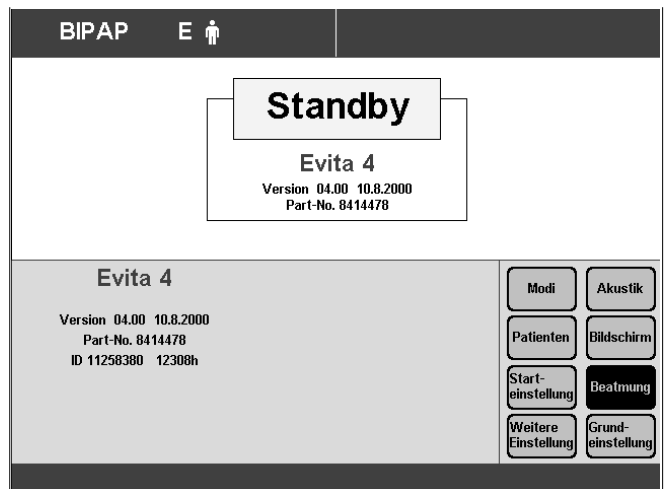 BIPAP E
Standby
Evita 4
Version 04.00 10.8.2000
Part-No. 8414478
Evita 4
Version 04.00 10.8.2000
Part-No. 8414478
ID 11258380 12308h
Modi
Akustik
Patienten
Bildschirm
Start-
einstellung
Beatmung
Weitere
Einstellung
Grund-
einstellung